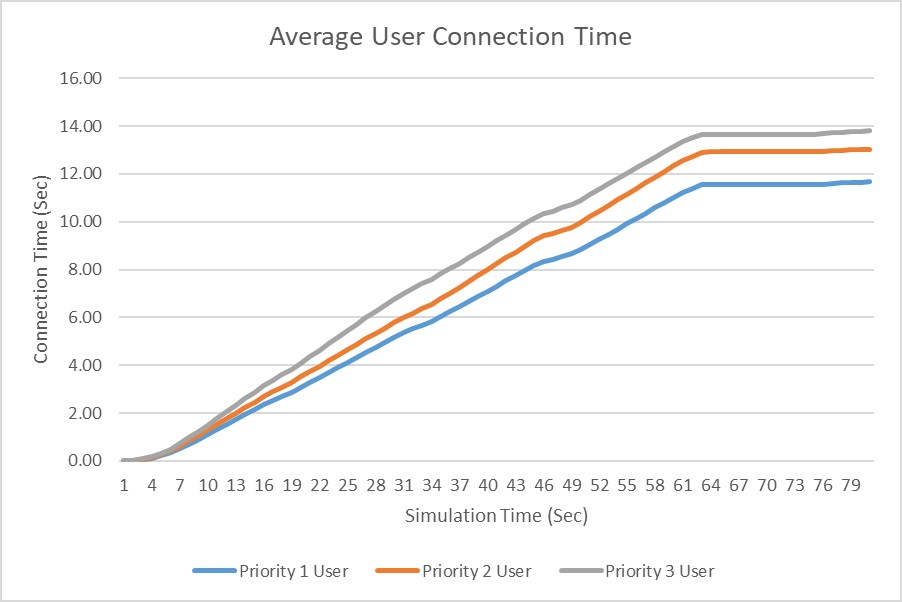 Average User Connection Time
16.00
14.00
12.00
10.00
8.00
6.00
4.00
2.00
0.00
Connection Time (Sec)
1 4 7 10 13 16 19 22 25 28 31 34 37 40 43 46 49 52 55 58 61 64 67 70 73 76 79
Simulation Time (Sec)
Priority 1 User Priority 2 User Priority 3 User